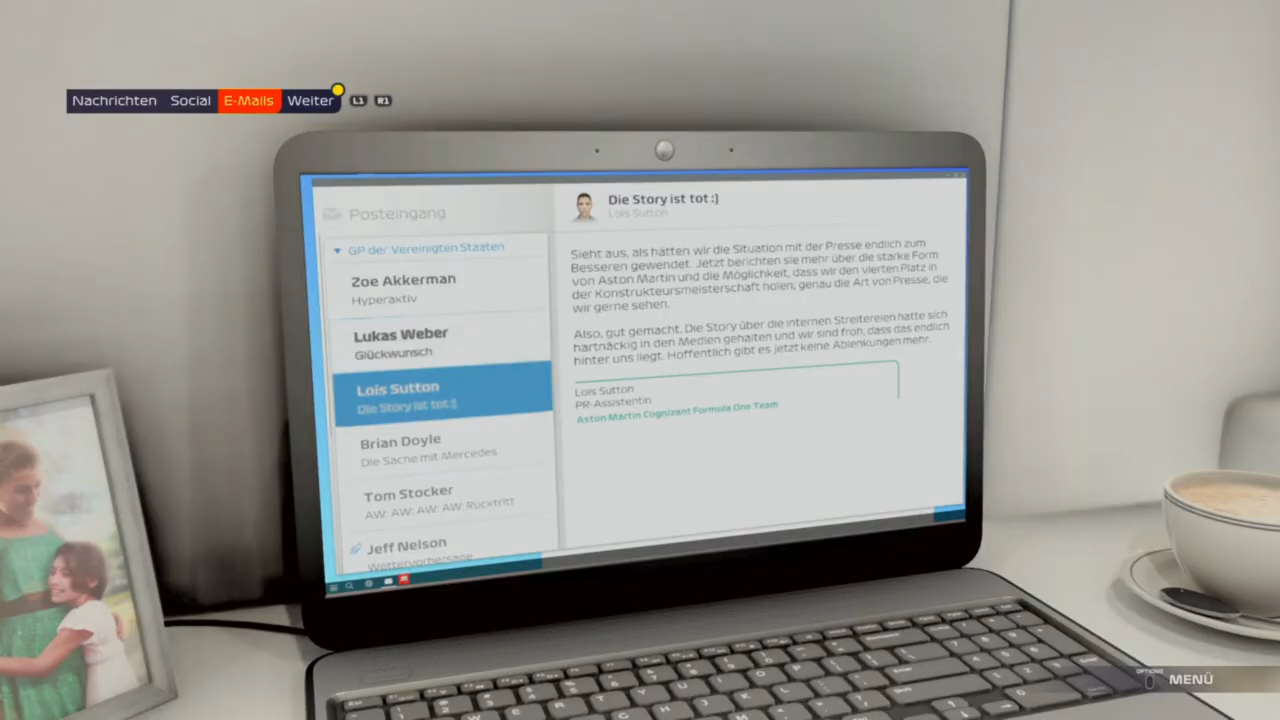 Nachrichten Social E-Mails Weiter L1 R1
Posteingang
GP der Vereinigten Staaten
Zoe Akkerman
Hyperaktiv
Lukas Weber
Glückwunsch
Lois Sutton
Die Story ist tot :)
Brian Doyle
Die Sache mit Mercedes
Tom Stocker
AW: AW: AW: AW: Rücktritt
Jeff Nelson
Wettervorhersage
Die Story ist tot :)
Lois Sutton
Sieht aus, als hätten wir die Situation mit der Presse endlich zum
Besseren gewendet. Jetzt berichten sie mehr über die starke Form
von Aston Martin und die Möglichkeit, dass wir den vierten Platz in
der Konstrukteursmeisterschaft holen; genau die Art von Presse, die
wir gerne sehen.
Also, gut gemacht. Die Story über die internen Streitereien hatte sich
hartnäckig in den Medien gehalten und wir sind froh, dass das endlich
hinter uns liegt. Hoffentlich gibt es jetzt keine Ablenkungen mehr.
Lois Sutton
PR-Assistentin
Aston Martin Cognizant Formula One Team
OPTIONS
MENÜ